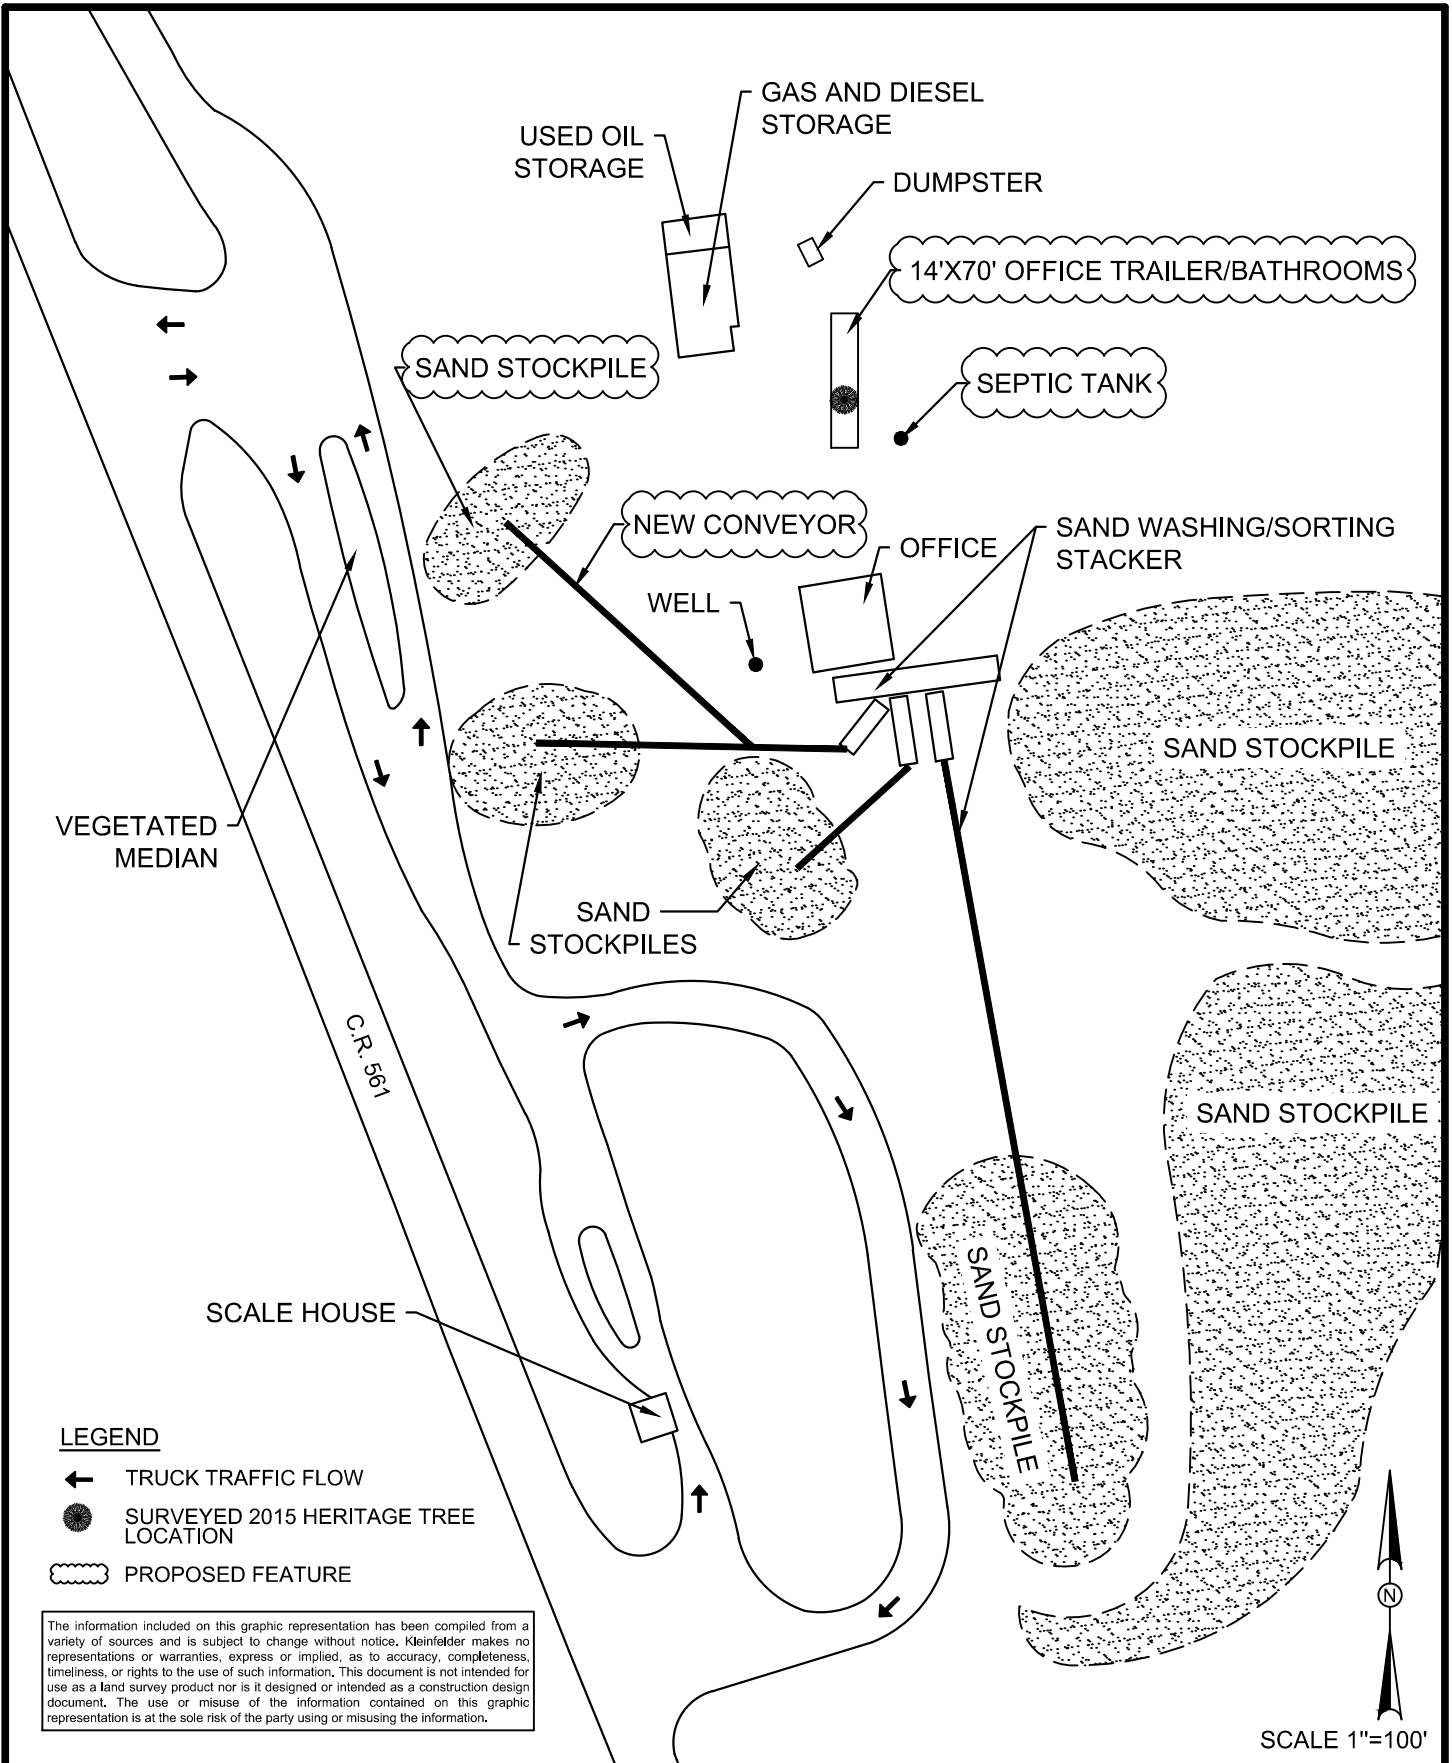 GAS AND DIESEL
STORAGE
USED OIL
STORAGE
DUMPSTER
14'X70' OFFICE TRAILER/BATHROOMS
SAND STOCKPILE
SEPTIC TANK
NEW CONVEYOR
OFFICE
SAND WASHING/SORTING
STACKER
WELL
SAND STOCKPILE
VEGETATED
MEDIAN
SAND
STOCKPILES
C.R. 561
SAND STOCKPILE
SAND STOCKPILE
SCALE HOUSE
LEGEND
TRUCK TRAFFIC FLOW
SURVEYED 2015 HERITAGE TREE
LOCATION
PROPOSED FEATURE
The information included on this graphic representation has been compiled from a
variety of sources and is subject to change without notice. Kleinfelder makes no
representations or warranties, express or implied, as to accuracy, completeness,
timeliness, or rights to the use of such information. This document is not intended for
use as a land survey product nor is it designed or intended as a construction design
document. The use or misuse of the information contained on this graphic
representation is at the sole risk of the party using or misusing the information.
N
SCALE 1"=100'